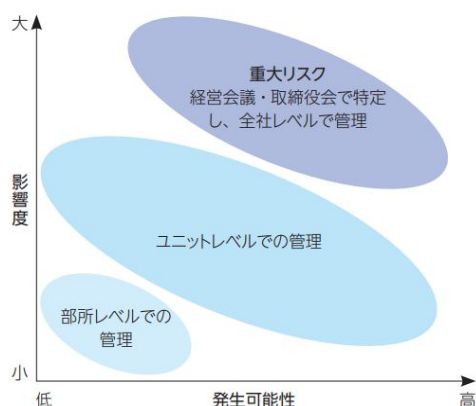 大
重大リスク
経営会議・取締役会で特定
し、全社レベルで管理
影響度
ユニットレベルでの管理
部所レベルでの
管理
小
低
発生可能性
高